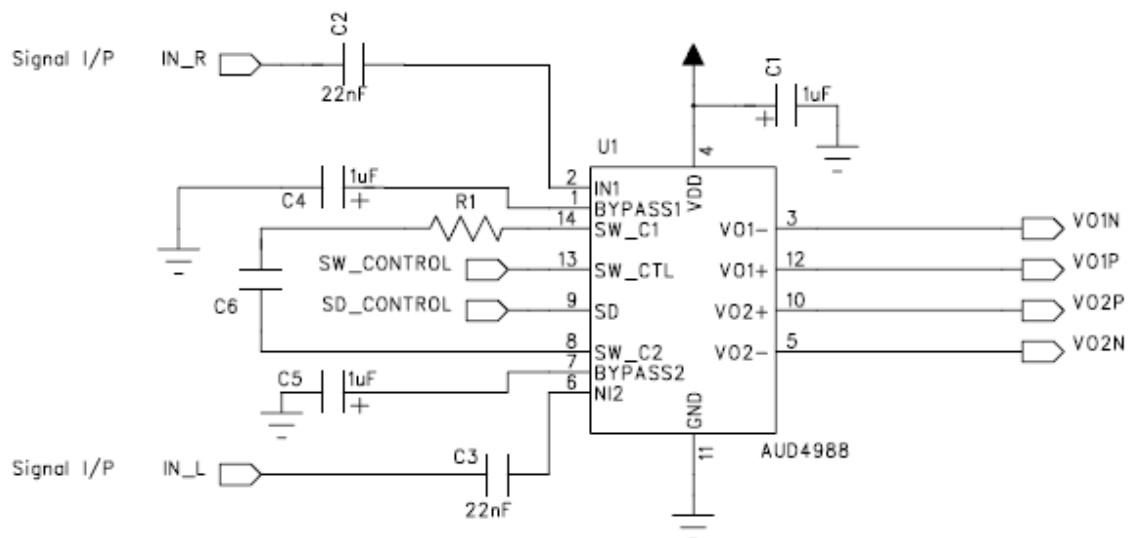 Signal I/P IN_R
C2
22nF
C1
1uF
U1
4
VDD
C4
1uF
2
IN1
1
BYPASS1
R1
14
SW_C1
SW_CONTROL
13
SW_CTL
SD_CONTROL
9
SD
C6
8
SW_C2
7
BYPASS2
6
NI2
C5
1uF
VO1-
3
VO1N
VO1+
12
VO1P
VO2+
10
VO2P
VO2-
5
VO2N
GND
11
AUD4988
Signal I/P IN_L
C3
22nF